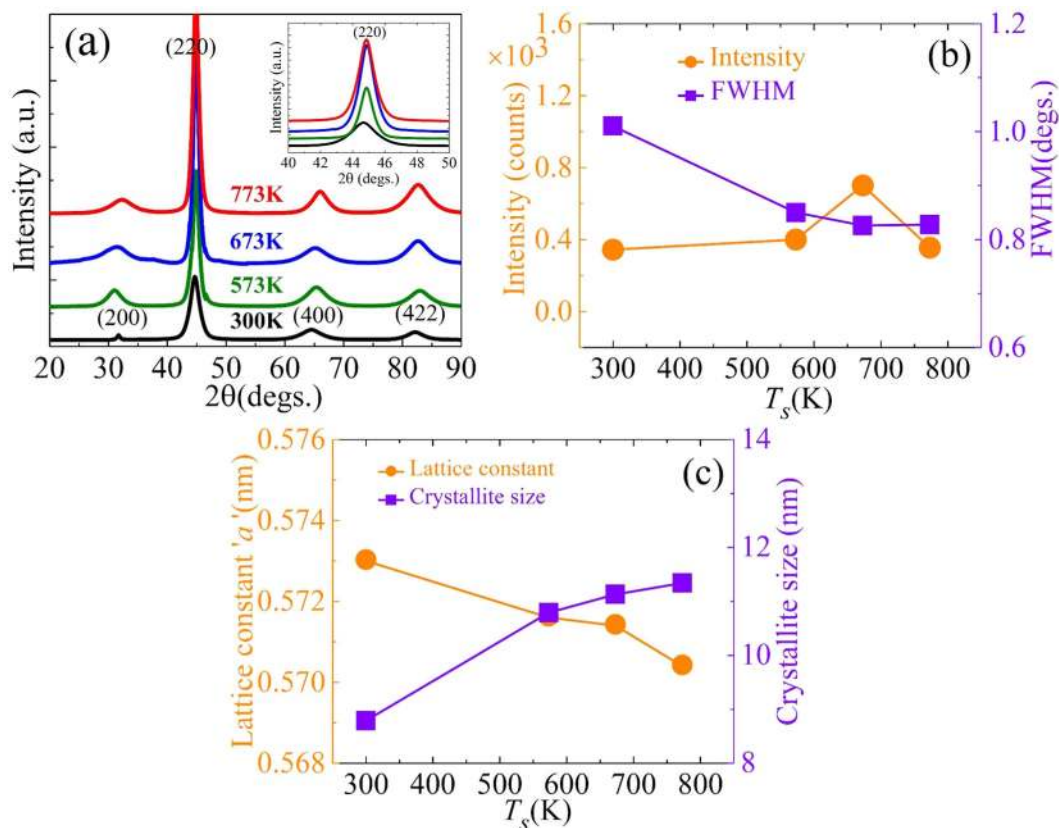 (a)
(220)
773K
673K
573K
300K
(200)
(400)
(422)
20 30 40 50 60 70 80 90
2θ(degs.)
Intensity (a.u.)
(220)
Intensity (a.u.)
40 42 44 46 48 50
2θ (degs.)
(b)
×10³
Intensity
FWHM
1.6
1.2
0.8
0.4
0.0
Intensity (counts)
1.2
1.0
0.8
0.6
FWHM(degs.)
300 400 500 600 700 800
Ts(K)
(c)
Lattice constant
Crystallite size
0.576
0.574
0.572
0.570
0.568
Lattice constant 'a'(nm)
14
12
10
8
Crystallite size (nm)
300 400 500 600 700 800
Ts(K)